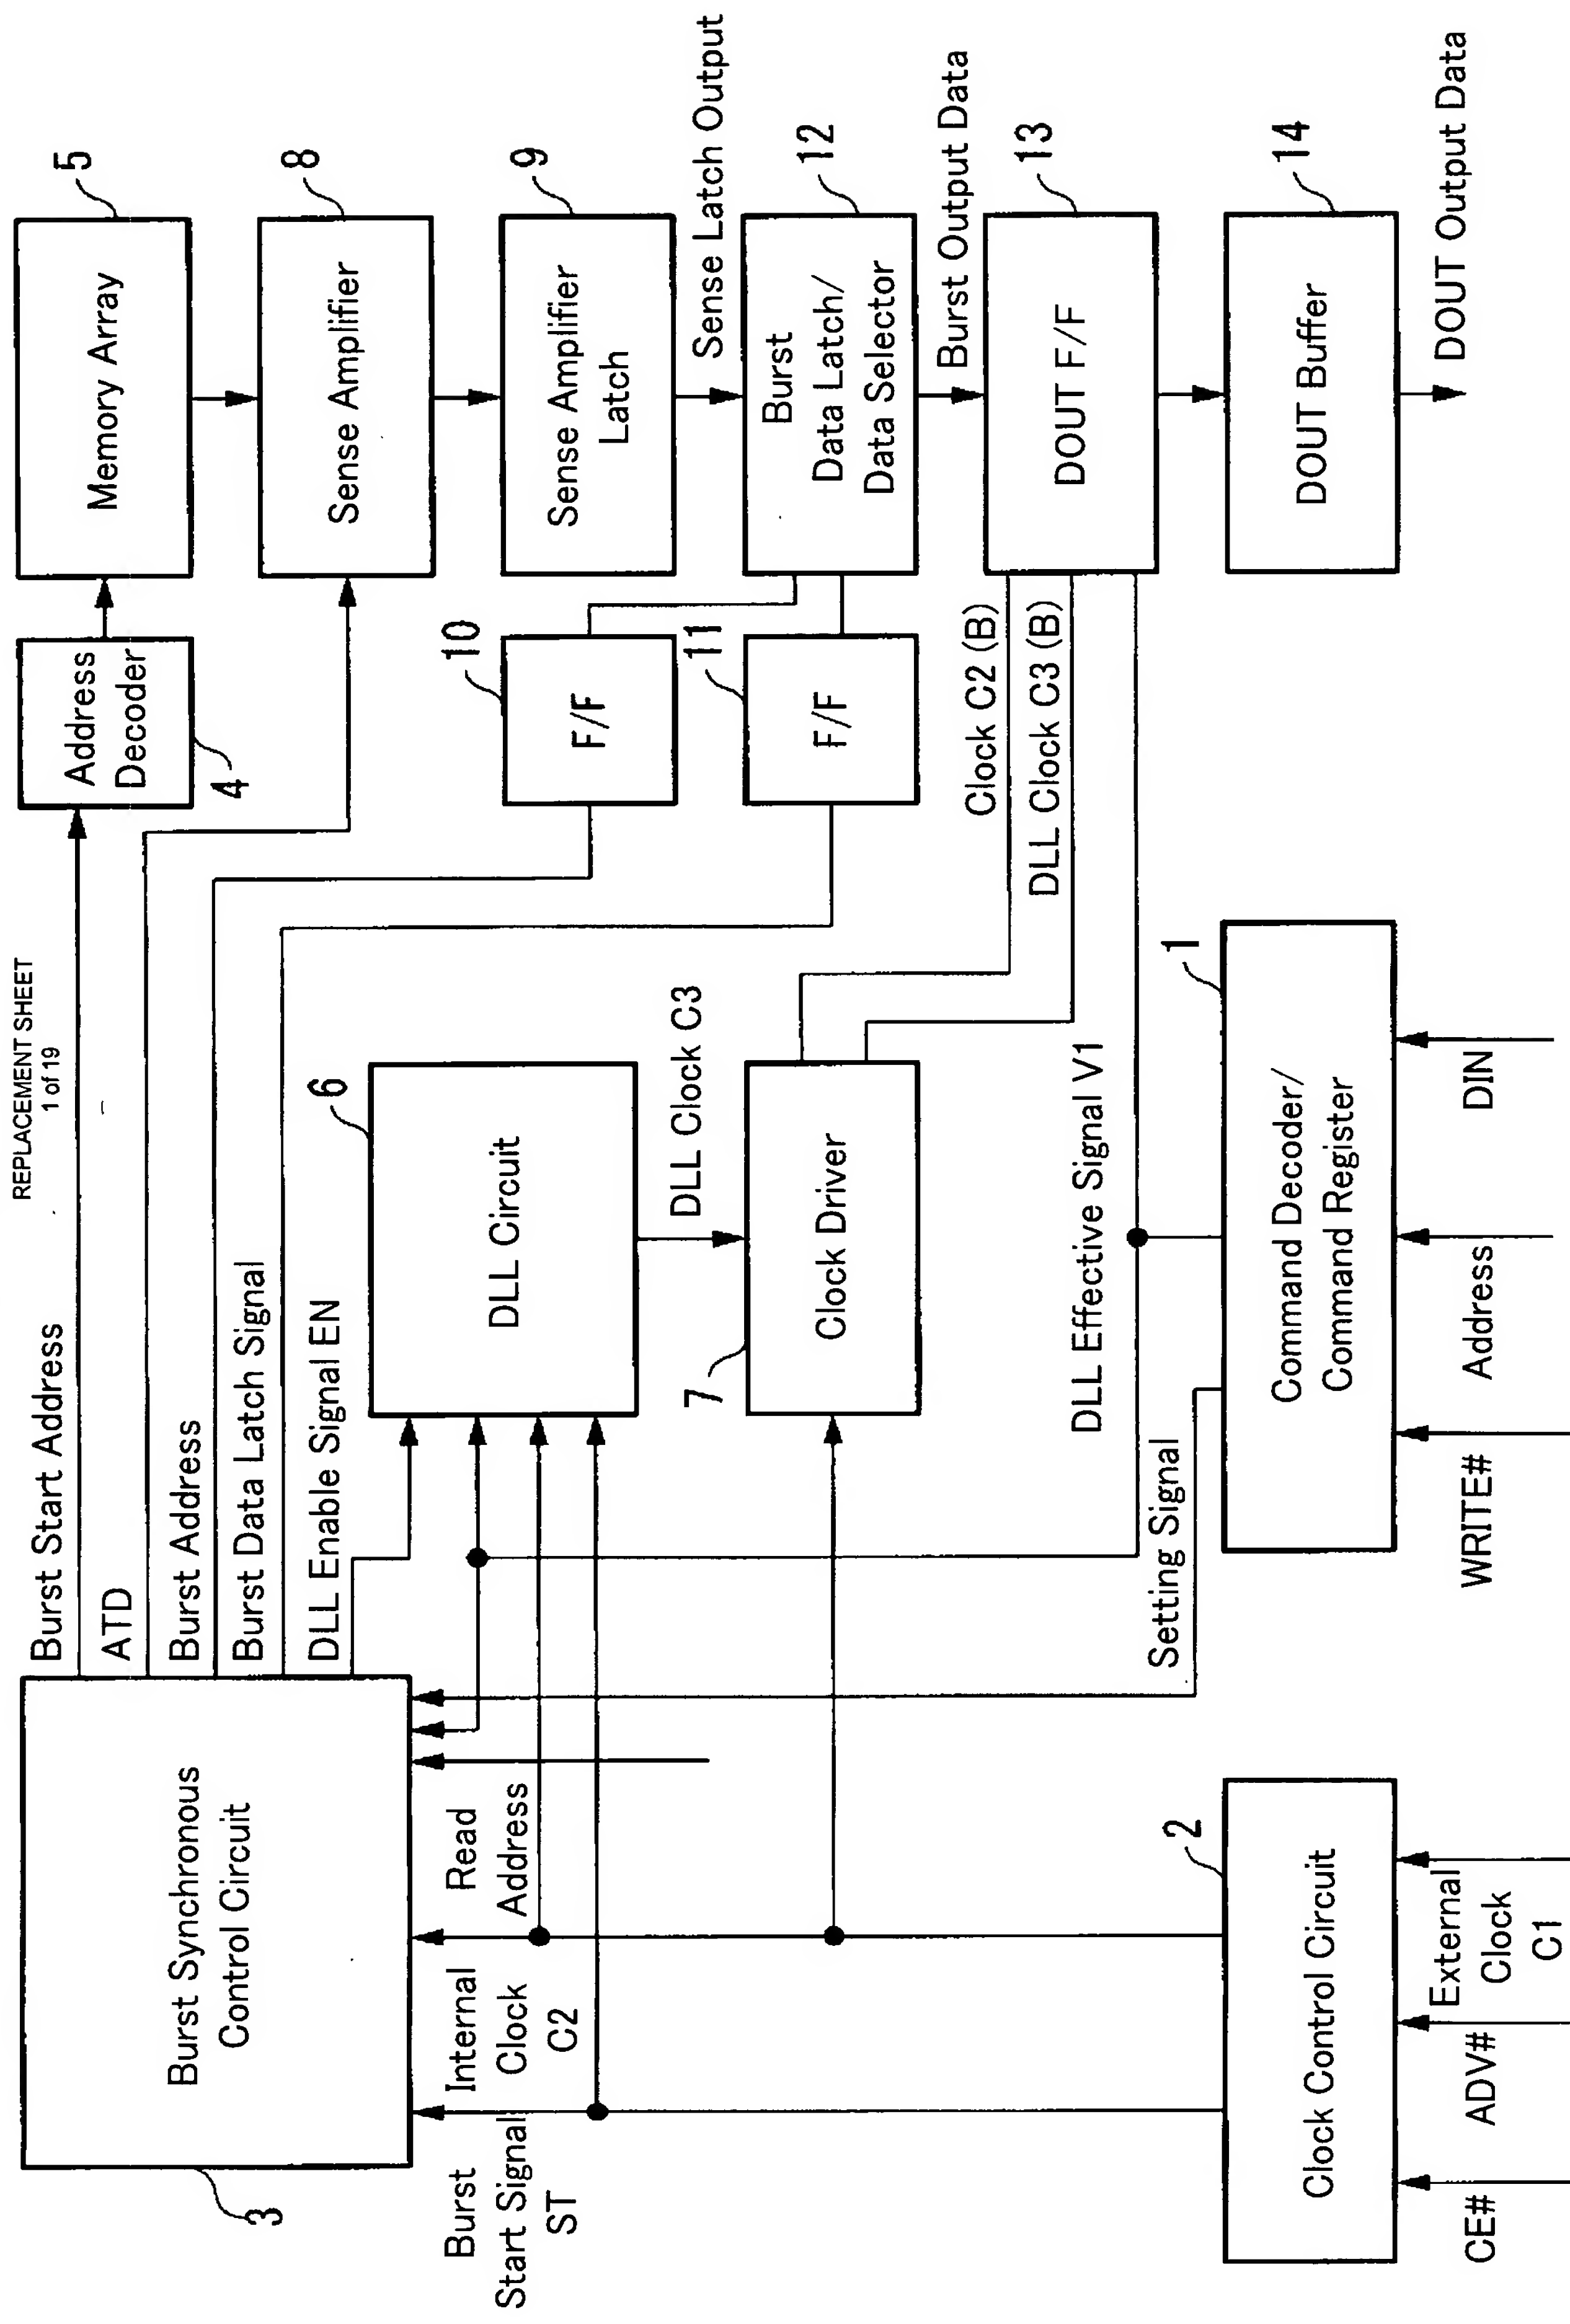 REPLACEMENT SHEET
1 of 19
Burst Synchronous
Control Circuit
3
Burst Start Address
ATD
Burst Address
Burst Data Latch Signal
DLL Enable Signal EN
Address
Decoder
4
Memory Array
5
Sense Amplifier
8
Sense Amplifier
Latch
9
Sense Latch Output
F/F
10
F/F
11
Burst
Data Latch/
Data Selector
12
Burst Output Data
DLL Circuit
6
DLL Clock C3
Clock Driver
7
Clock C2 (B)
DLL Clock C3 (B)
DOUT F/F
13
DOUT Buffer
14
DOUT Output Data
Burst
Start Signal
ST
Internal
Clock
C2
Read
Address
Setting Signal
DLL Effective Signal V1
Clock Control Circuit
2
CE#
ADV#
External
Clock
C1
Command Decoder/
Command Register
1
WRITE#
Address
DIN